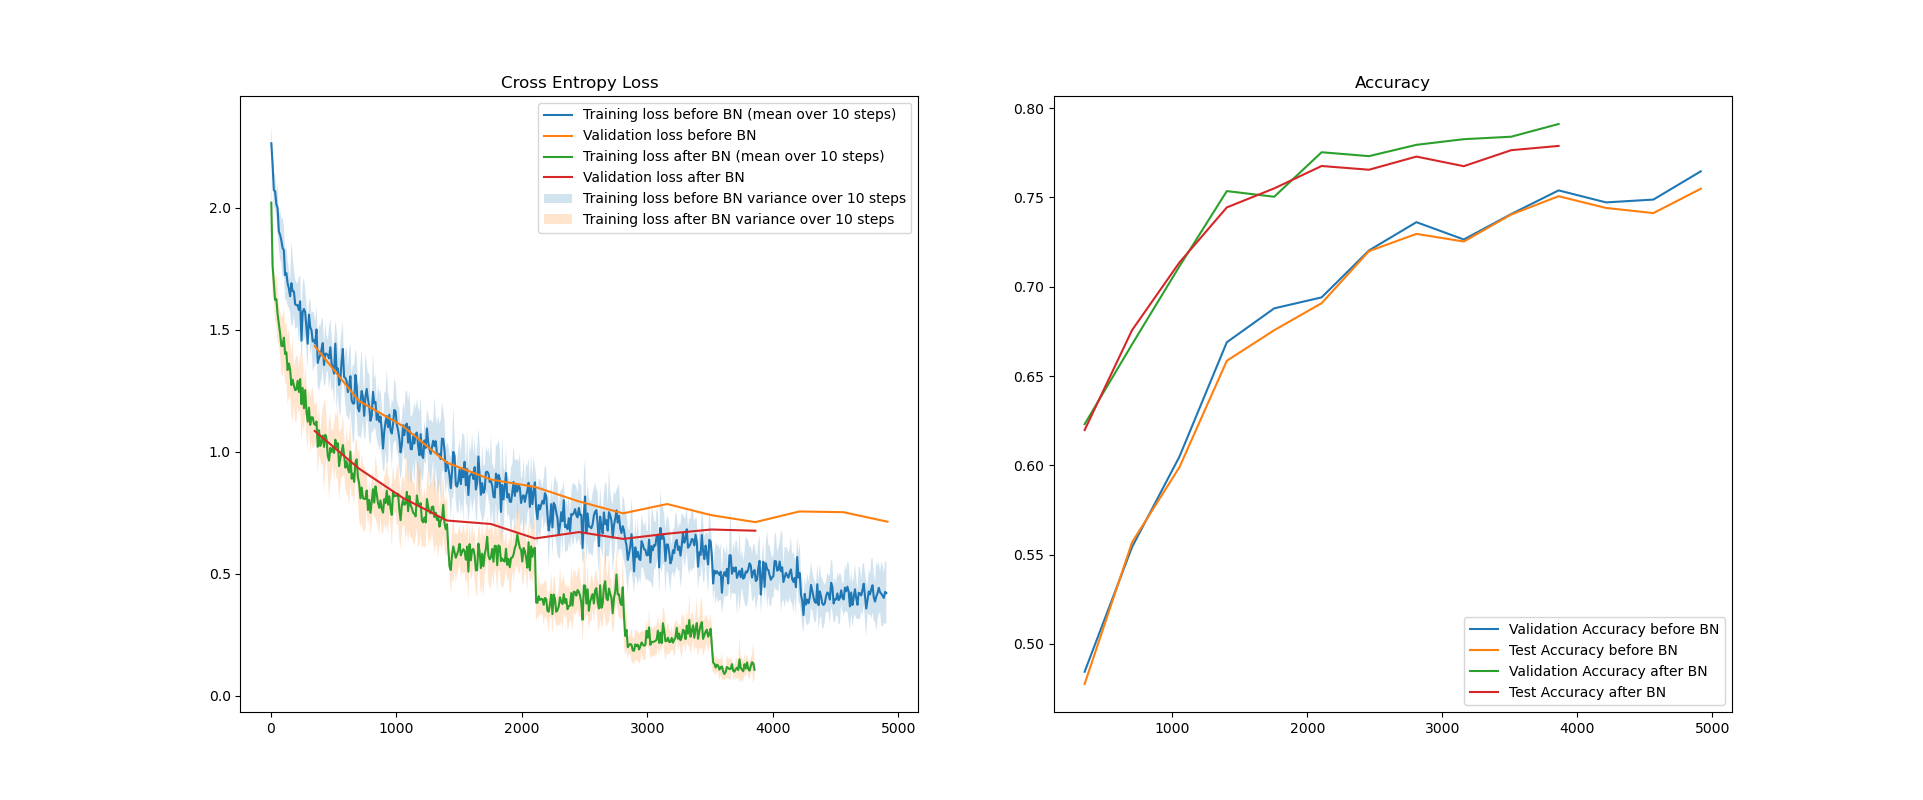 Cross Entropy Loss
Training loss before BN (mean over 10 steps)
Validation loss before BN
Training loss after BN (mean over 10 steps)
Validation loss after BN
Training loss before BN variance over 10 steps
Training loss after BN variance over 10 steps
2.0
1.5
1.0
0.5
0.0
0
1000
2000
3000
4000
5000
Accuracy
0.80
0.75
0.70
0.65
0.60
0.55
0.50
Validation Accuracy before BN
Test Accuracy before BN
Validation Accuracy after BN
Test Accuracy after BN
1000
2000
3000
4000
5000